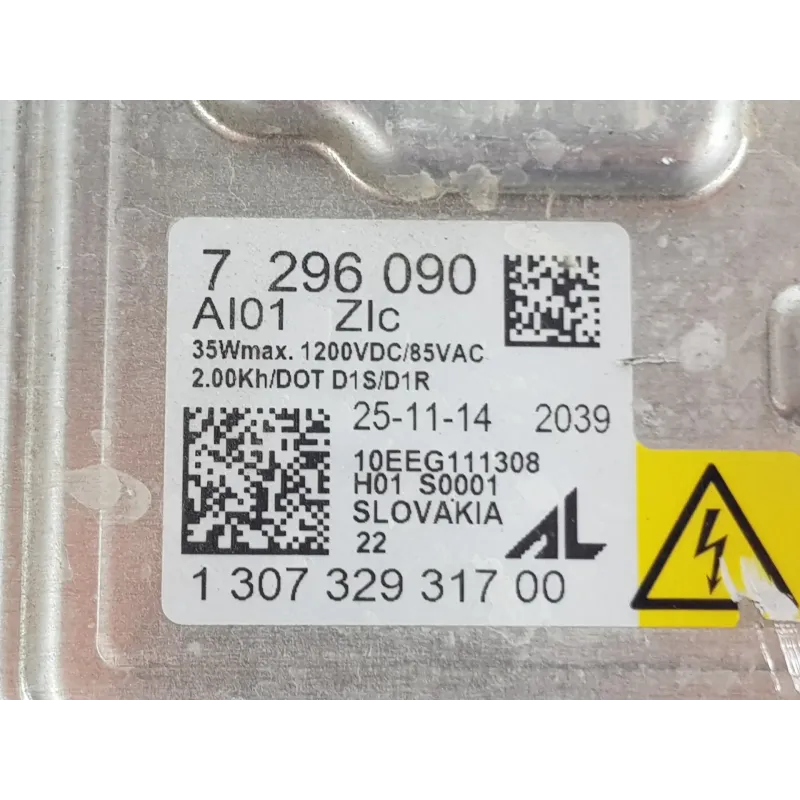 7 296 090
AI01 ZIc
35Wmax. 1200VDC/85VAC
2.00Kh/DOT D1S/D1R
25-11-14 2039
10EEG111308
H01 S0001
SLOVAKIA
22
AL
1 307 329 317 00